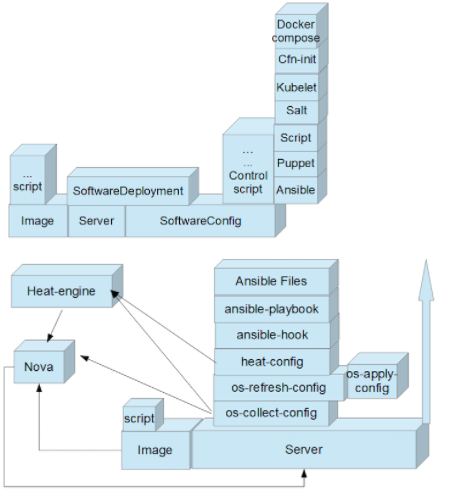 Docker
compose
Cfn-init
Kubelet
Salt
Script
Puppet
Ansible
...
...
Control
script
...
script
SoftwareDeployment
Image
Server
SoftwareConfig
Heat-engine
Nova
Ansible Files
ansible-playbook
ansible-hook
heat-config
os-refresh-config
os-apply-
config
os-collect-config
script
Image
Server